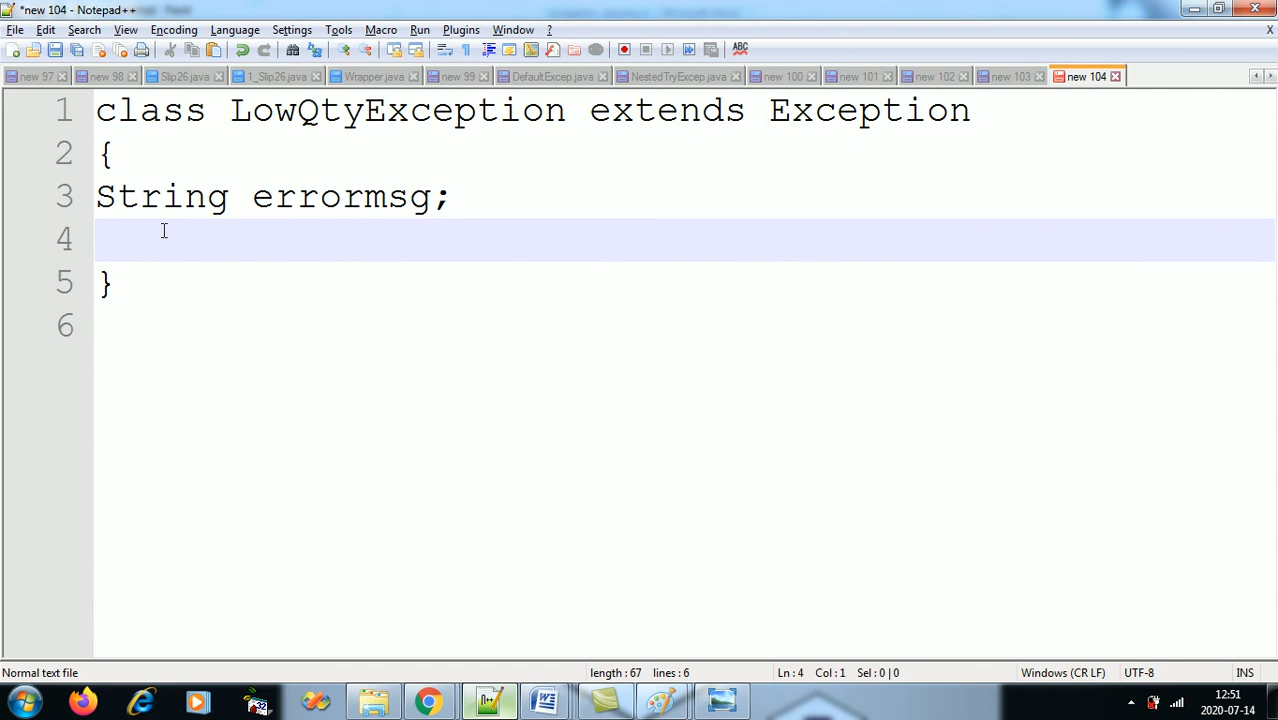 *new 104 - Notepad++
File Edit Search View Encoding Language Settings Tools Macro Run Plugins Window ? X
new 97 new 98 Slip26.java 1_Slip26.java Wrapper.java new 99 DefaultExcep.java NestedTryExcep.java new 100 new 101 new 102 new 103 new 104
1 class LowQtyException extends Exception
2 {
3 String errormsg;
4
5 }
6
Normal text file length : 67 lines : 6 Ln : 4 Col : 1 Sel : 0 | 0 Windows (CR LF) UTF-8 INS
12:51
2020-07-14